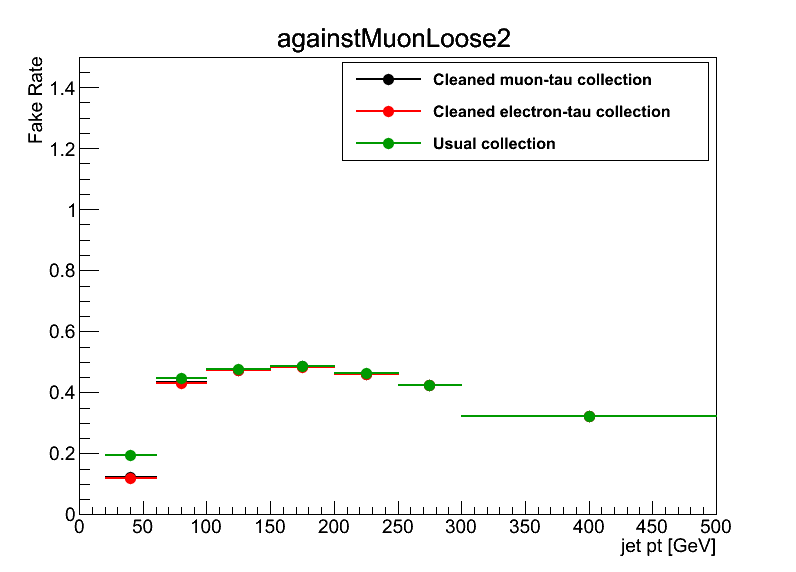 againstMuonLoose2
Fake Rate
Cleaned muon-tau collection
Cleaned electron-tau collection
Usual collection
1.4
1.2
1
0.8
0.6
0.4
0.2
0
0 50 100 150 200 250 300 350 400 450 500
jet pt [GeV]